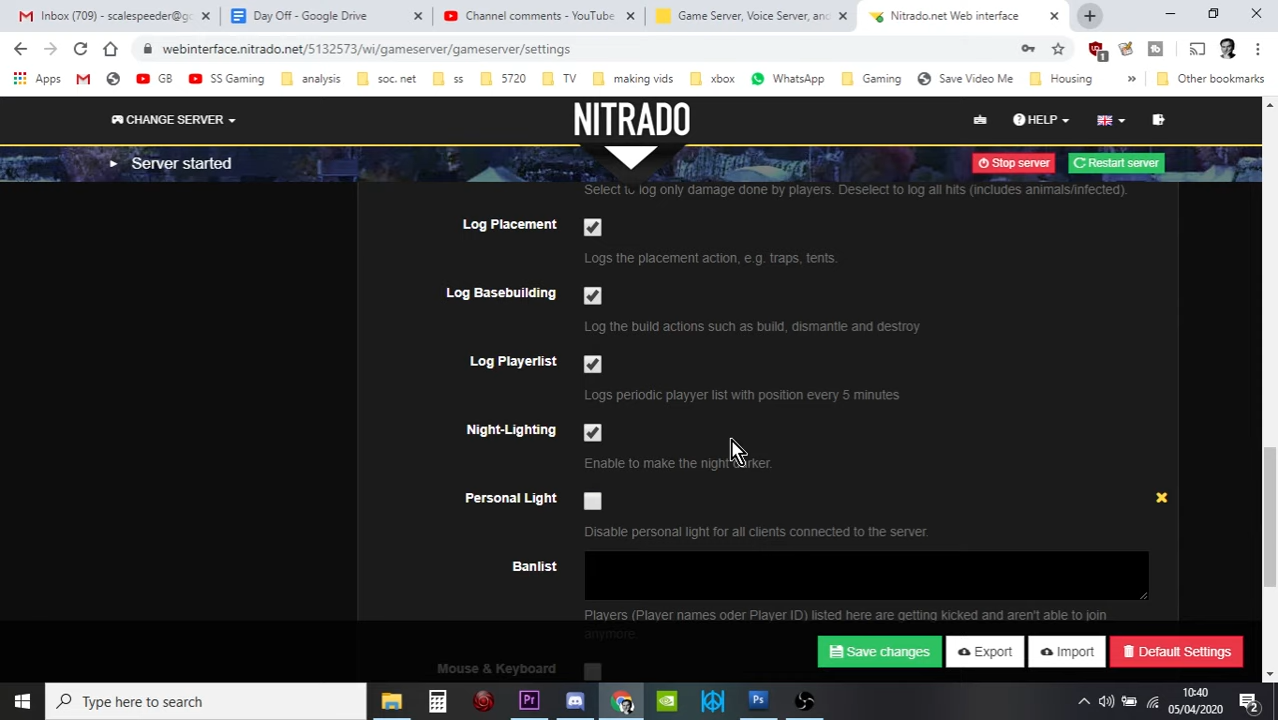 Inbox (709) - scalespeeder@go
Day Off - Google Drive
Channel comments - YouTube
Game Server, Voice Server, and
Nitrado.net Web interface
webinterface.nitrado.net/5132573/wi/gameserver/gameserver/settings
1
Apps
GB
SS Gaming
analysis
soc. net
ss
5720
TV
making vids
xbox
WhatsApp
Gaming
Save Video Me
Housing
»
Other bookmarks
CHANGE SERVER
NITRADO
HELP
Server started
Stop server
Restart server
Select to log only damage done by players. Deselect to log all hits (includes animals/infected).
Log Placement
Logs the placement action, e.g. traps, tents.
Log Basebuilding
Log the build actions such as build, dismantle and destroy
Log Playerlist
Logs periodic playyer list with position every 5 minutes
Night-Lighting
Enable to make the night darker.
Personal Light
Disable personal light for all clients connected to the server.
Banlist
Players (Player names oder Player ID) listed here are getting kicked and aren't able to join
anymore.
Save changes
Export
Import
Default Settings
Mouse & Keyboard
Type here to search
Pr
Ps
10:40
05/04/2020
2